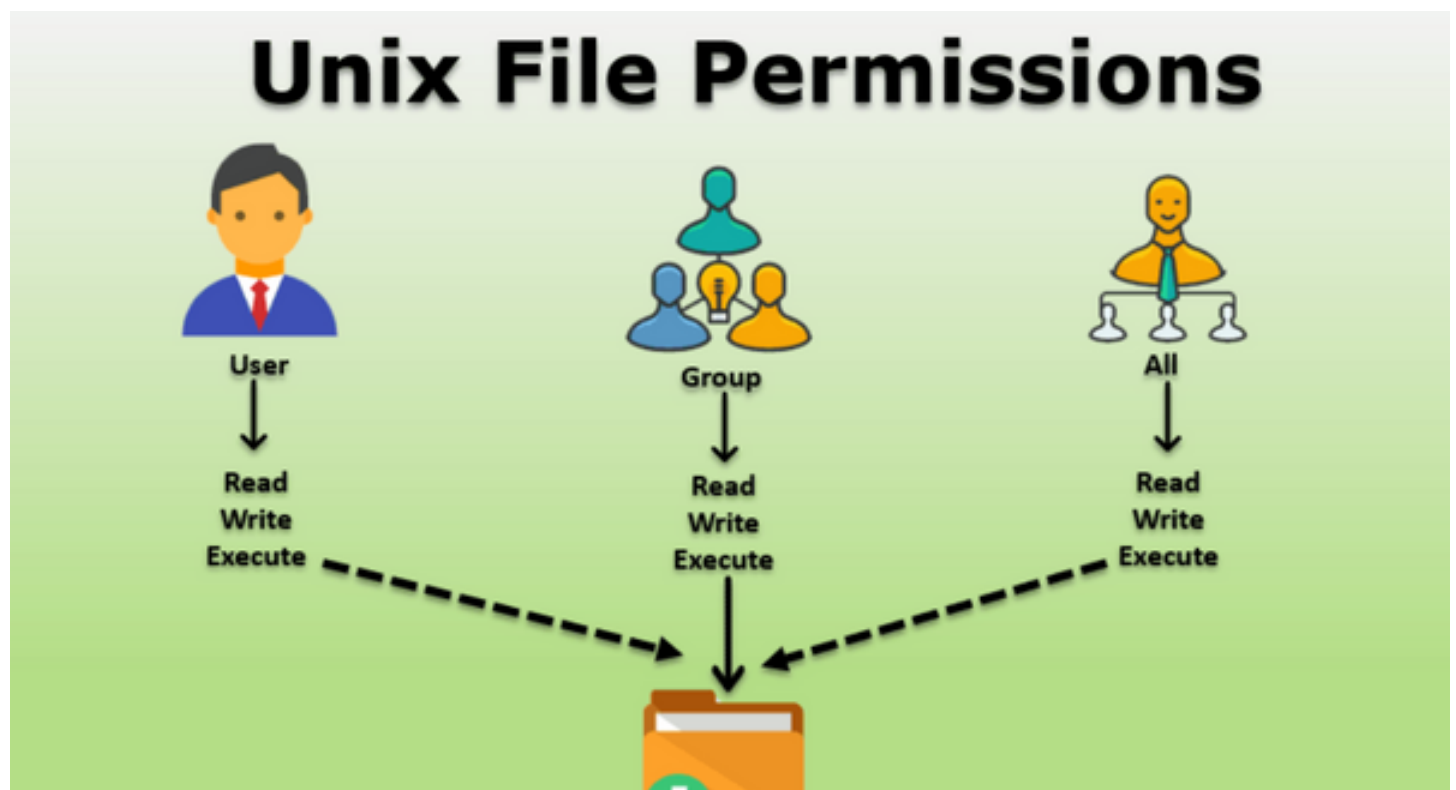 Unix File Permissions
User
Group
All
Read
Write
Execute
Read
Write
Execute
Read
Write
Execute